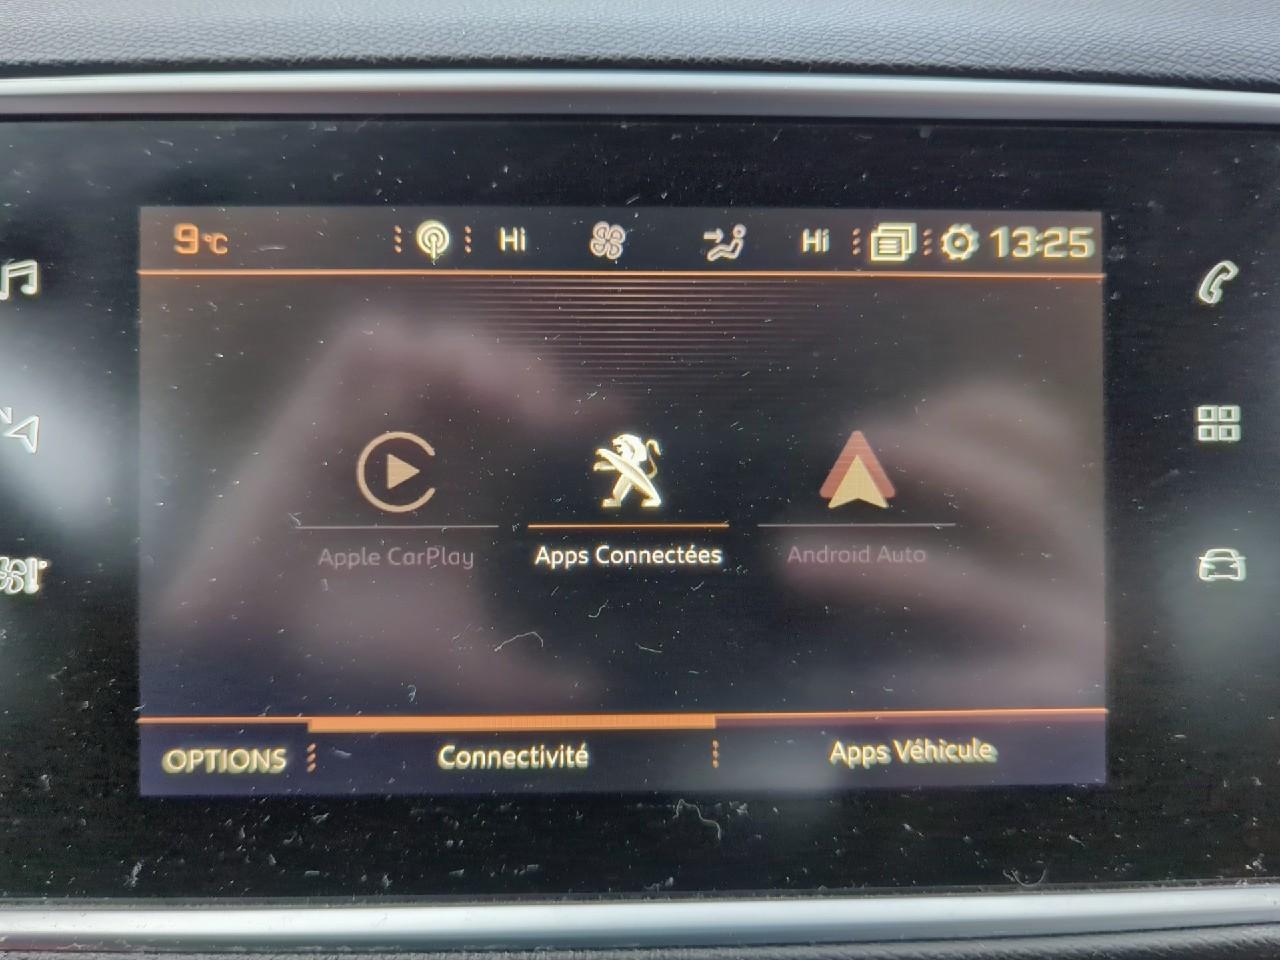 9°C Hi Hi 13:25
N
Apple CarPlay Apps Connectées Android Auto
OPTIONS Connectivité Apps Véhicule